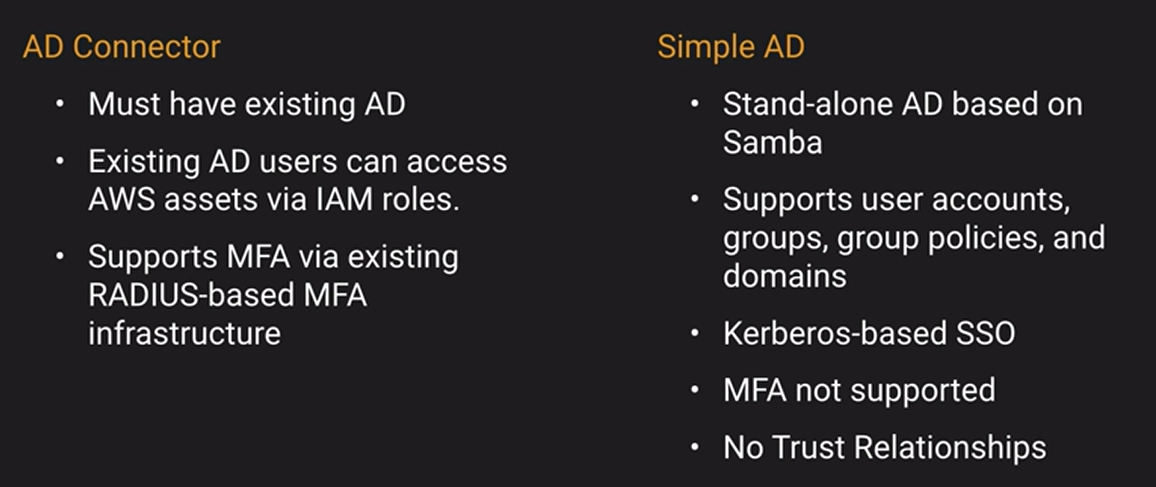 AD Connector
• Must have existing AD
• Existing AD users can access
AWS assets via IAM roles.
• Supports MFA via existing
RADIUS-based MFA
infrastructure
Simple AD
• Stand-alone AD based on
Samba
• Supports user accounts,
groups, group policies, and
domains
• Kerberos-based SSO
• MFA not supported
• No Trust Relationships